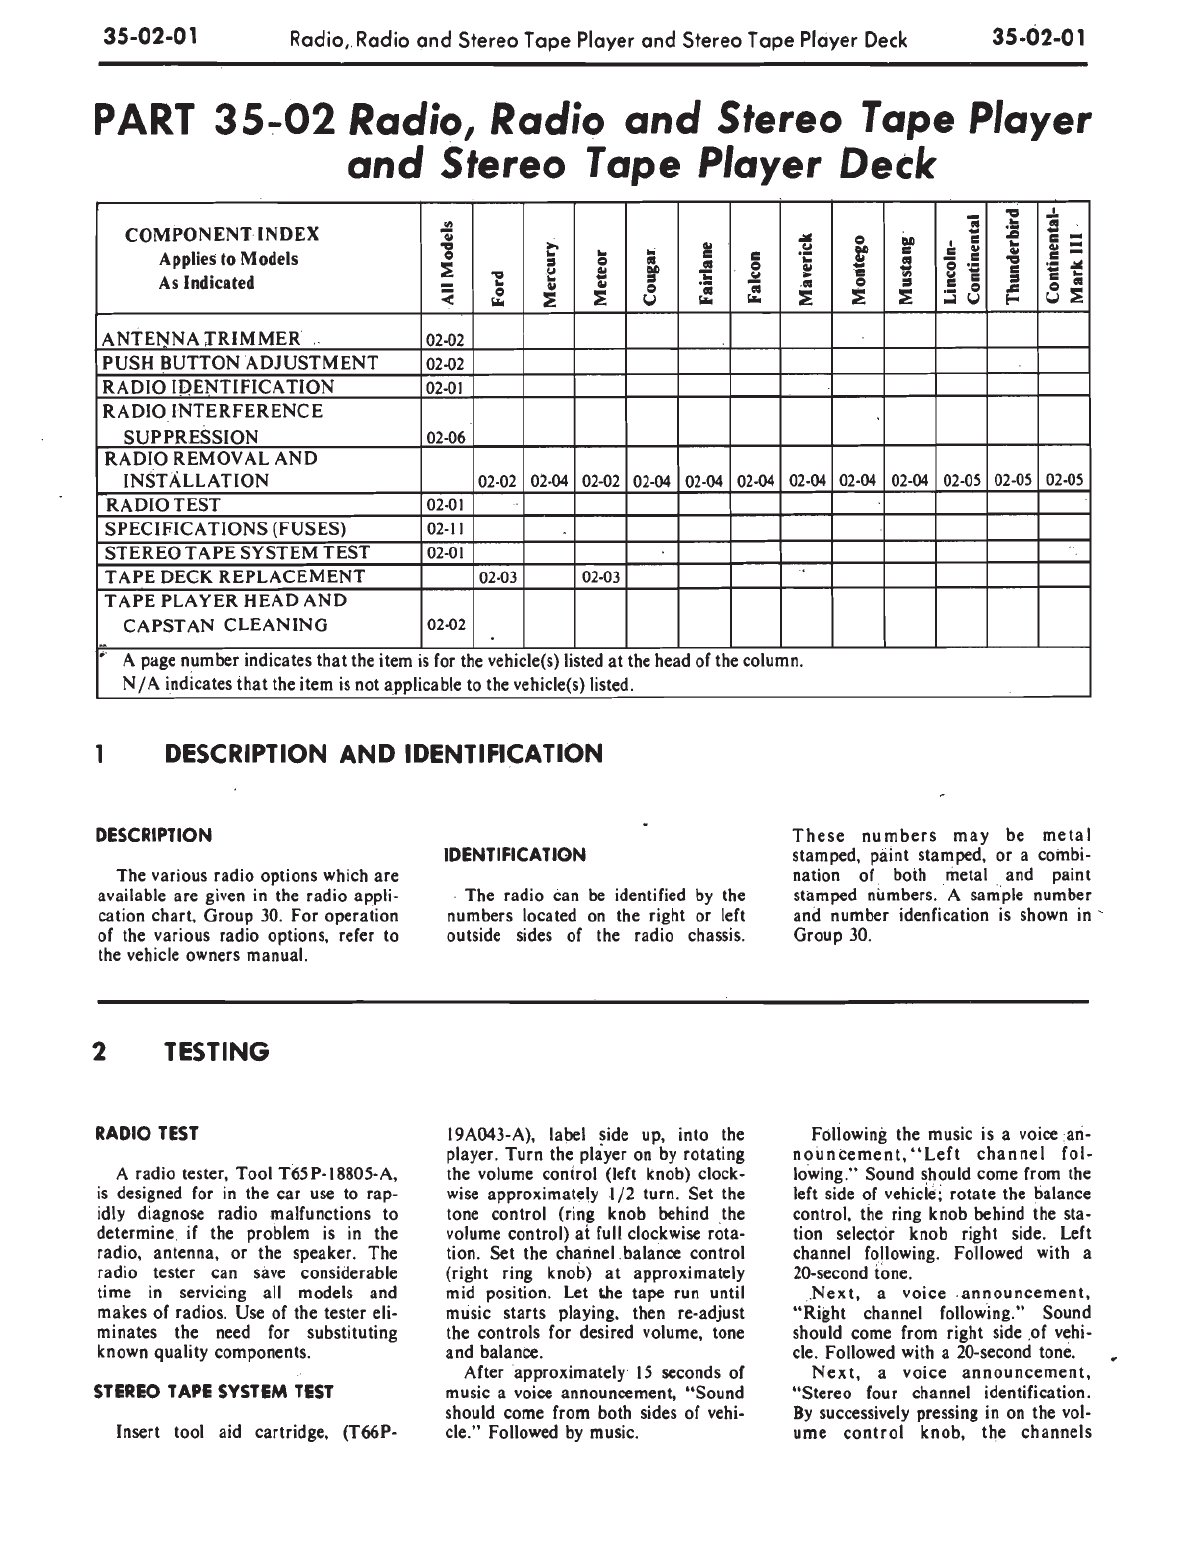 35-02-01 Radio, Radio and Stereo Tape Player and Stereo Tape Player Deck 35-02-01
PART 35-02 Radio, Radio and Stereo Tape Player
and Stereo Tape Player Deck
COMPONENT INDEX
Applies to Models
As Indicated
All Models
Ford
Mercury
Meteor
Cougar
Fairlane
Falcon
Maverick
Montego
Mustang
Lincoln-
Continental
Thunderbird
Continental-
Mark III
ANTENNA TRIMMER 02-02
PUSH BUTTON ADJUSTMENT 02-02
RADIO IDENTIFICATION 02-01
RADIO INTERFERENCE
SUPPRESSION 02-06
RADIO REMOVAL AND
INSTALLATION 02-02 02-04 02-02 02-04 02-04 02-04 02-04 02-04 02-04 02-05 02-05 02-05
RADIO TEST 02-01
SPECIFICATIONS (FUSES) 02-11
STEREO TAPE SYSTEM TEST 02-01
TAPE DECK REPLACEMENT 02-03 02-03
TAPE PLAYER HEAD AND
CAPSTAN CLEANING 02-02
A page number indicates that the item is for the vehicle(s) listed at the head of the column.
N/A indicates that the item is not applicable to the vehicle(s) listed.
1 DESCRIPTION AND IDENTIFICATION
DESCRIPTION
The various radio options which are
available are given in the radio appli-
cation chart, Group 30. For operation
of the various radio options, refer to
the vehicle owners manual.
IDENTIFICATION
The radio can be identified by the
numbers located on the right or left
outside sides of the radio chassis.
These numbers may be metal
stamped, paint stamped, or a combi-
nation of both metal and paint
stamped numbers. A sample number
and number idenfication is shown in
Group 30.
2 TESTING
RADIO TEST
A radio tester, Tool T65P-18805-A,
is designed for in the car use to rap-
idly diagnose radio malfunctions to
determine if the problem is in the
radio, antenna, or the speaker. The
radio tester can save considerable
time in servicing all models and
makes of radios. Use of the tester eli-
minates the need for substituting
known quality components.
STEREO TAPE SYSTEM TEST
Insert tool aid cartridge, (T66P-
19A043-A), label side up, into the
player. Turn the player on by rotating
the volume control (left knob) clock-
wise approximately 1/2 turn. Set the
tone control (ring knob behind the
volume control) at full clockwise rota-
tion. Set the channel balance control
(right ring knob) at approximately
mid position. Let the tape run until
music starts playing, then re-adjust
the controls for desired volume, tone
and balance.
After approximately 15 seconds of
music a voice announcement, "Sound
should come from both sides of vehi-
cle." Followed by music.
Following the music is a voice an-
nouncement, "Left channel fol-
lowing." Sound should come from the
left side of vehicle; rotate the balance
control, the ring knob behind the sta-
tion selector knob right side. Left
channel following. Followed with a
20-second tone.
Next, a voice announcement,
"Right channel following." Sound
should come from right side of vehi-
cle. Followed with a 20-second tone.
Next, a voice announcement,
"Stereo four channel identification.
By successively pressing in on the vol-
ume control knob, the channels